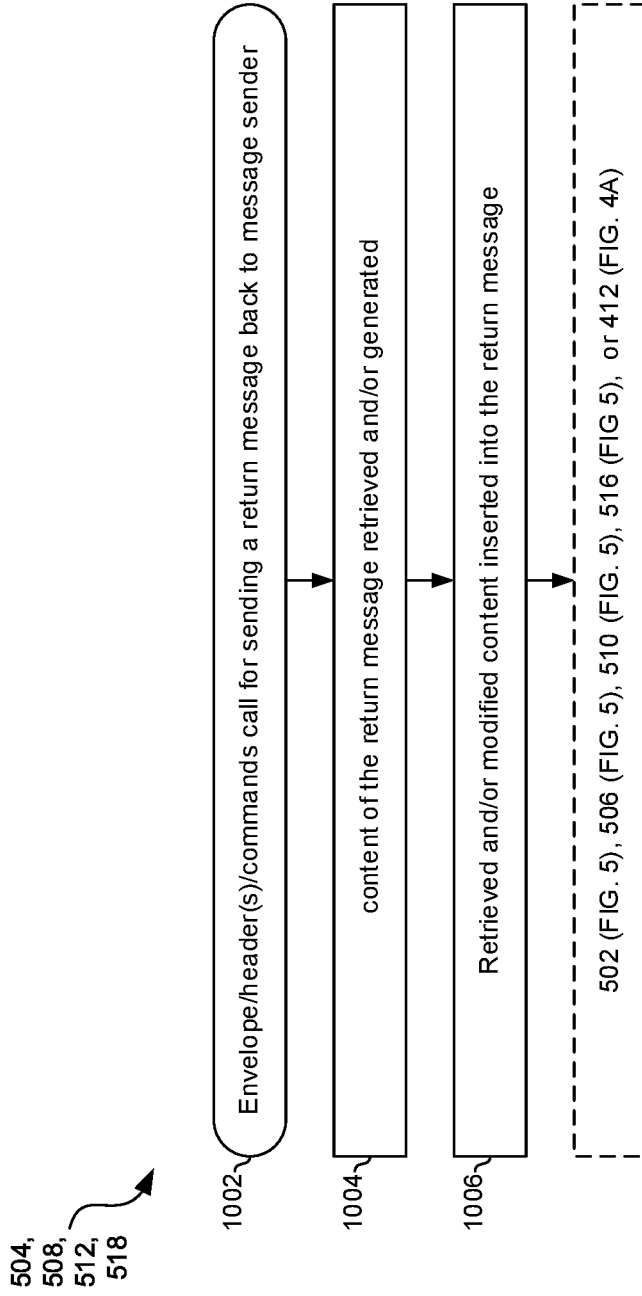 504,
508,
512,
518
1002
Envelope/header(s)/commands call for sending a return message back to message sender
1004
content of the return message retrieved and/or generated
1006
Retrieved and/or modified content inserted into the return message
502 (FIG. 5), 506 (FIG. 5), 510 (FIG. 5), 516 (FIG 5), or 412 (FIG. 4A)